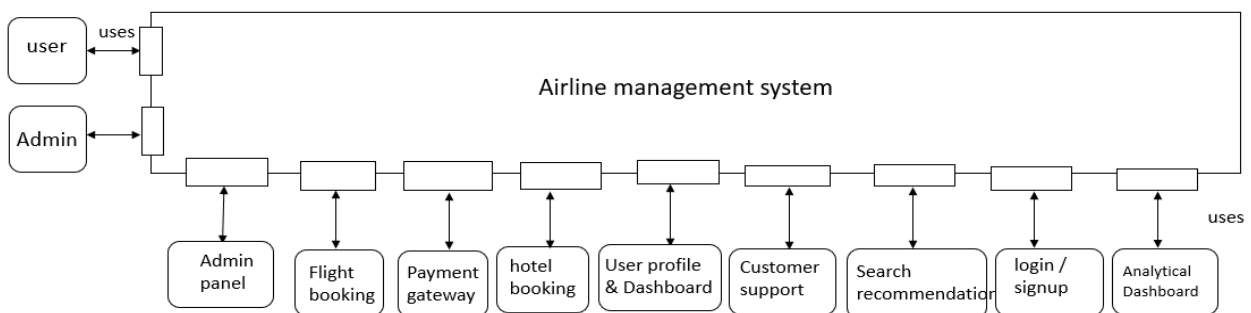 user
uses
Airline management system
Admin
uses
Admin
panel
Flight
booking
Payment
gateway
hotel
booking
User profile
& Dashboard
Customer
support
Search
recommendation
login /
signup
Analytical
Dashboard